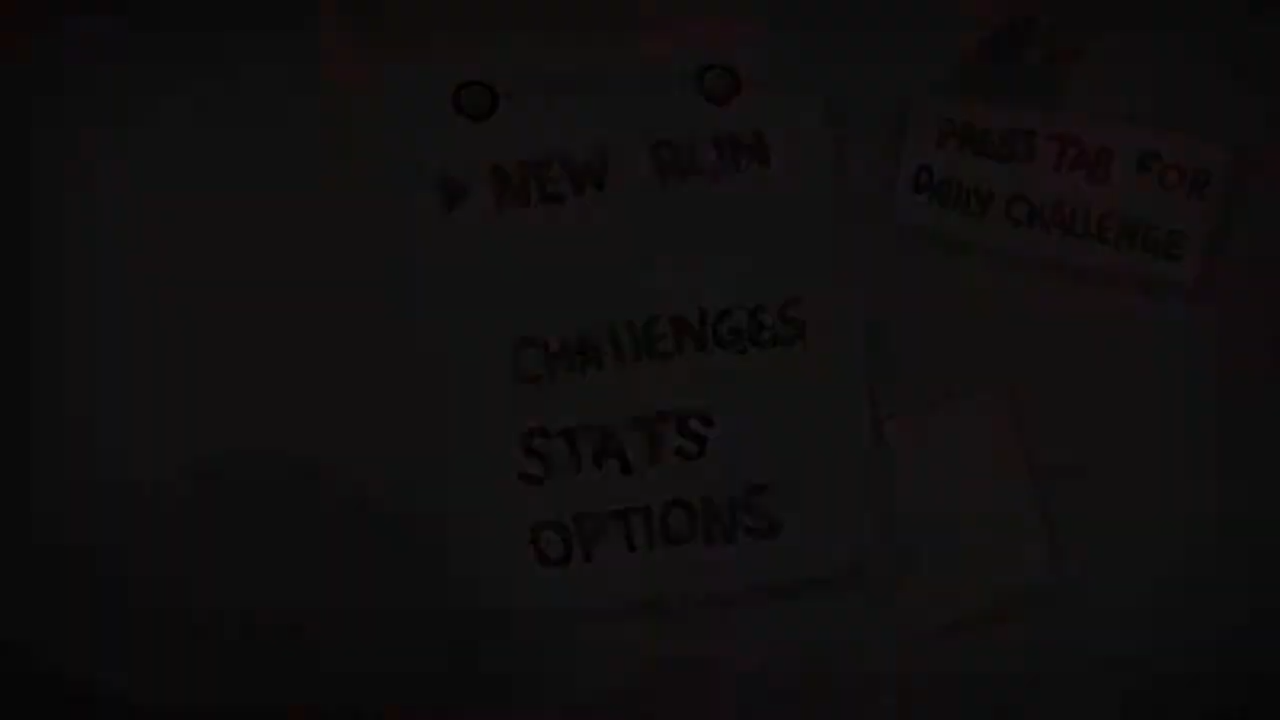 NEW RUN
PRESS TAB FOR
DAILY CHALLENGE
CHALLENGES
STATS
OPTIONS